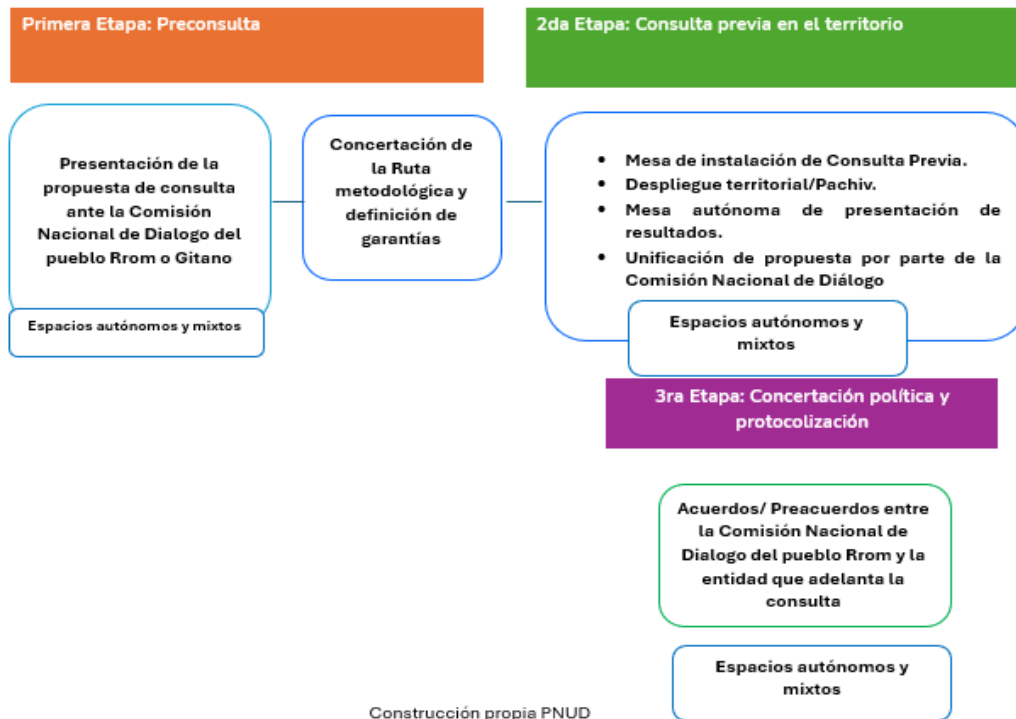 Primera Etapa: Preconsulta
2da Etapa: Consulta previa en el territorio
Presentación de la
propuesta de consulta
ante la Comisión
Nacional de Dialogo del
pueblo Rrom o Gitano
Espacios autónomos y mixtos
Concertación de
la Ruta
metodológica y
definición de
garantías
• Mesa de instalación de Consulta Previa.
• Despliegue territorial/Pachiv.
• Mesa autónoma de presentación de
resultados.
• Unificación de propuesta por parte de la
Comisión Nacional de Diálogo
Espacios autónomos y
mixtos
3ra Etapa: Concertación política y
protocolización
Acuerdos/ Preacuerdos entre
la Comisión Nacional de
Dialogo del pueblo Rrom y la
entidad que adelanta la
consulta
Espacios autónomos y
mixtos
Construcción propia PNUD